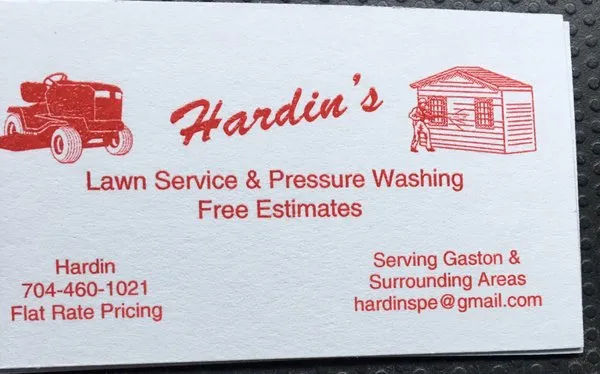 Hardin's
Lawn Service & Pressure Washing
Free Estimates
Hardin
704-460-1021
Flat Rate Pricing
Serving Gaston &
Surrounding Areas
hardinspe@gmail.com